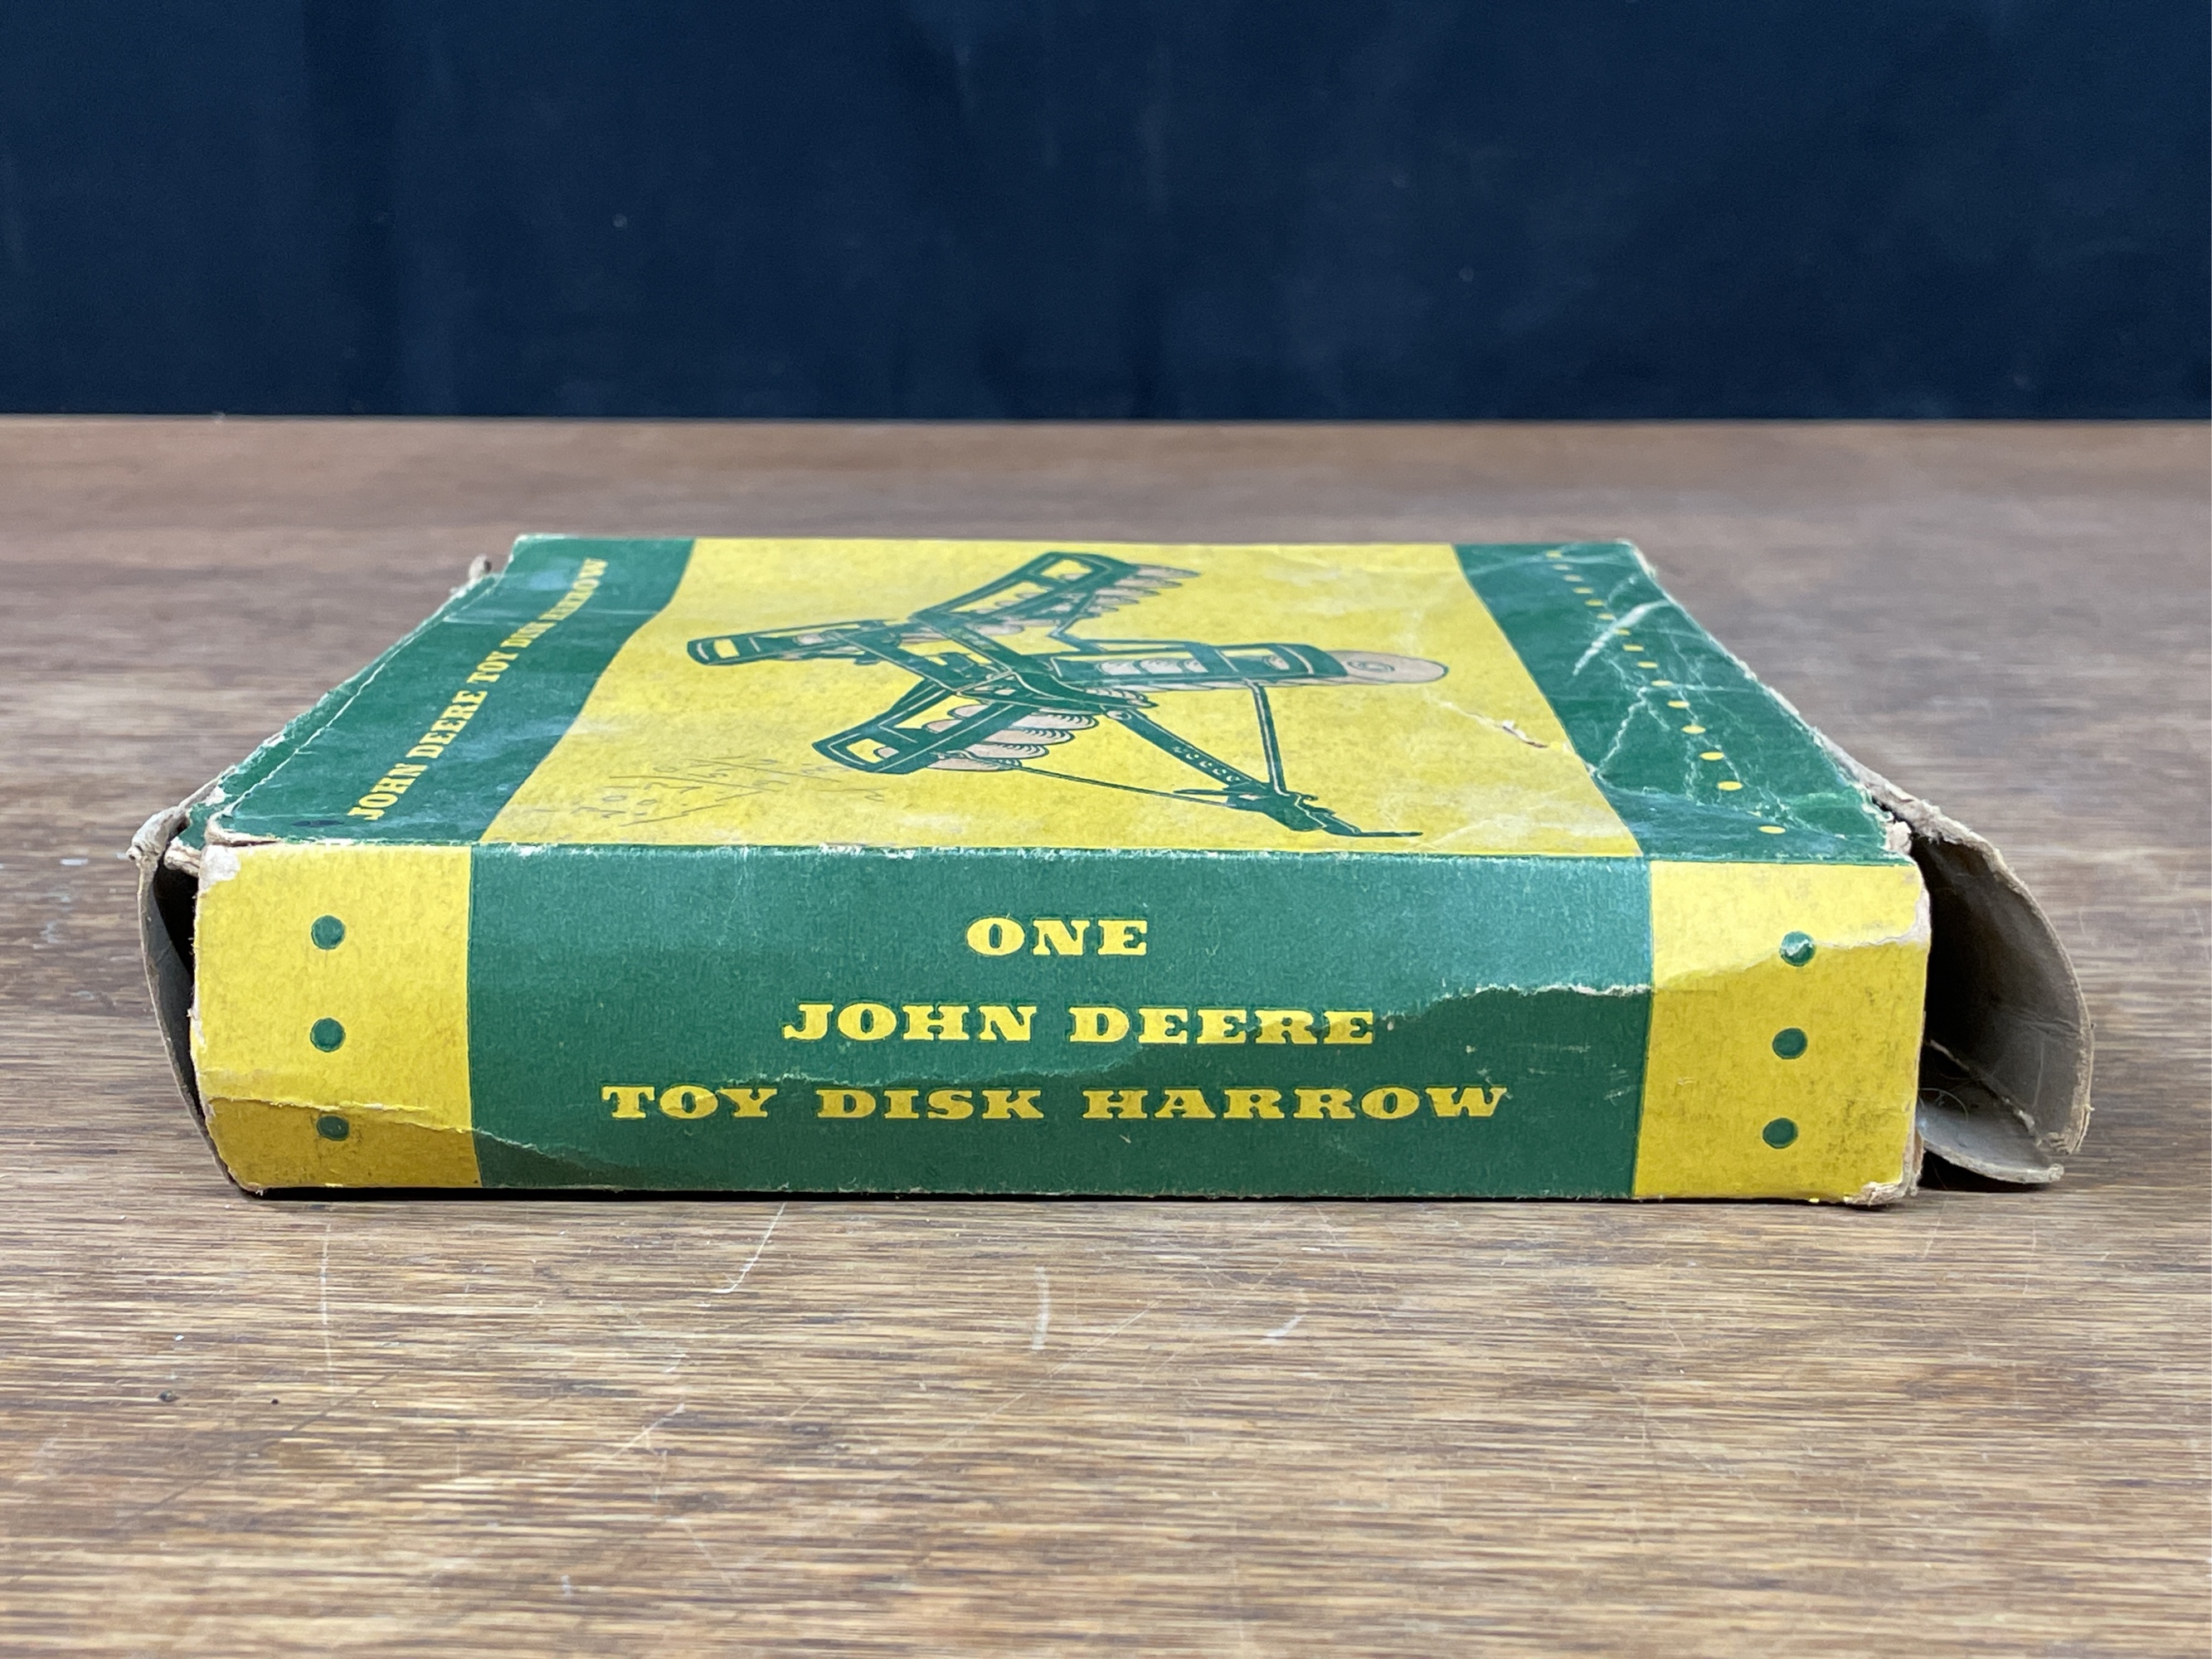 JOHN DEERE TOY DISK HARROW
ONE
JOHN DEERE
TOY DISK HARROW